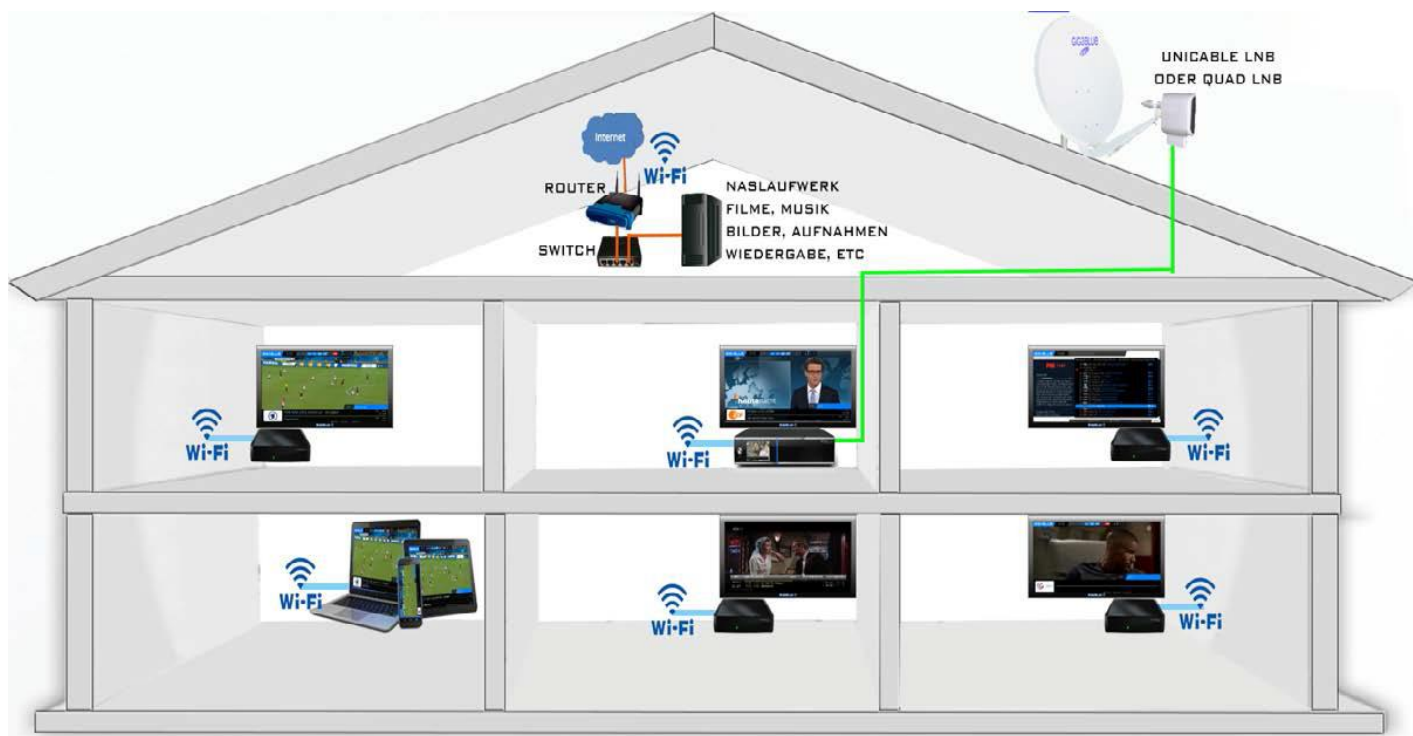 GIGABLUE
UNICABLE LNB
ODER QUAD LNB
Internet
Wi-Fi
ROUTER
NASLAUFWERK
FILME, MUSIK
BILDER, AUFNAHMEN
SWITCH
WIEDERGABE, ETC
Wi-Fi
Wi-Fi
Wi-Fi
Wi-Fi
Wi-Fi
Wi-Fi